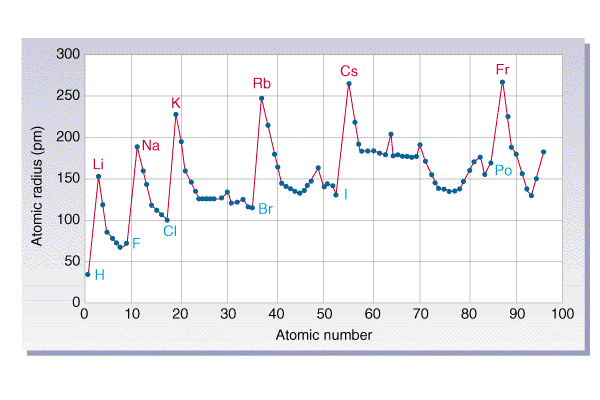 300
250
200
150
100
50
0
Atomic radius (pm)
Li
Na
K
Rb
Cs
Fr
H
F
Cl
Br
I
Po
0 10 20 30 40 50 60 70 80 90 100
Atomic number